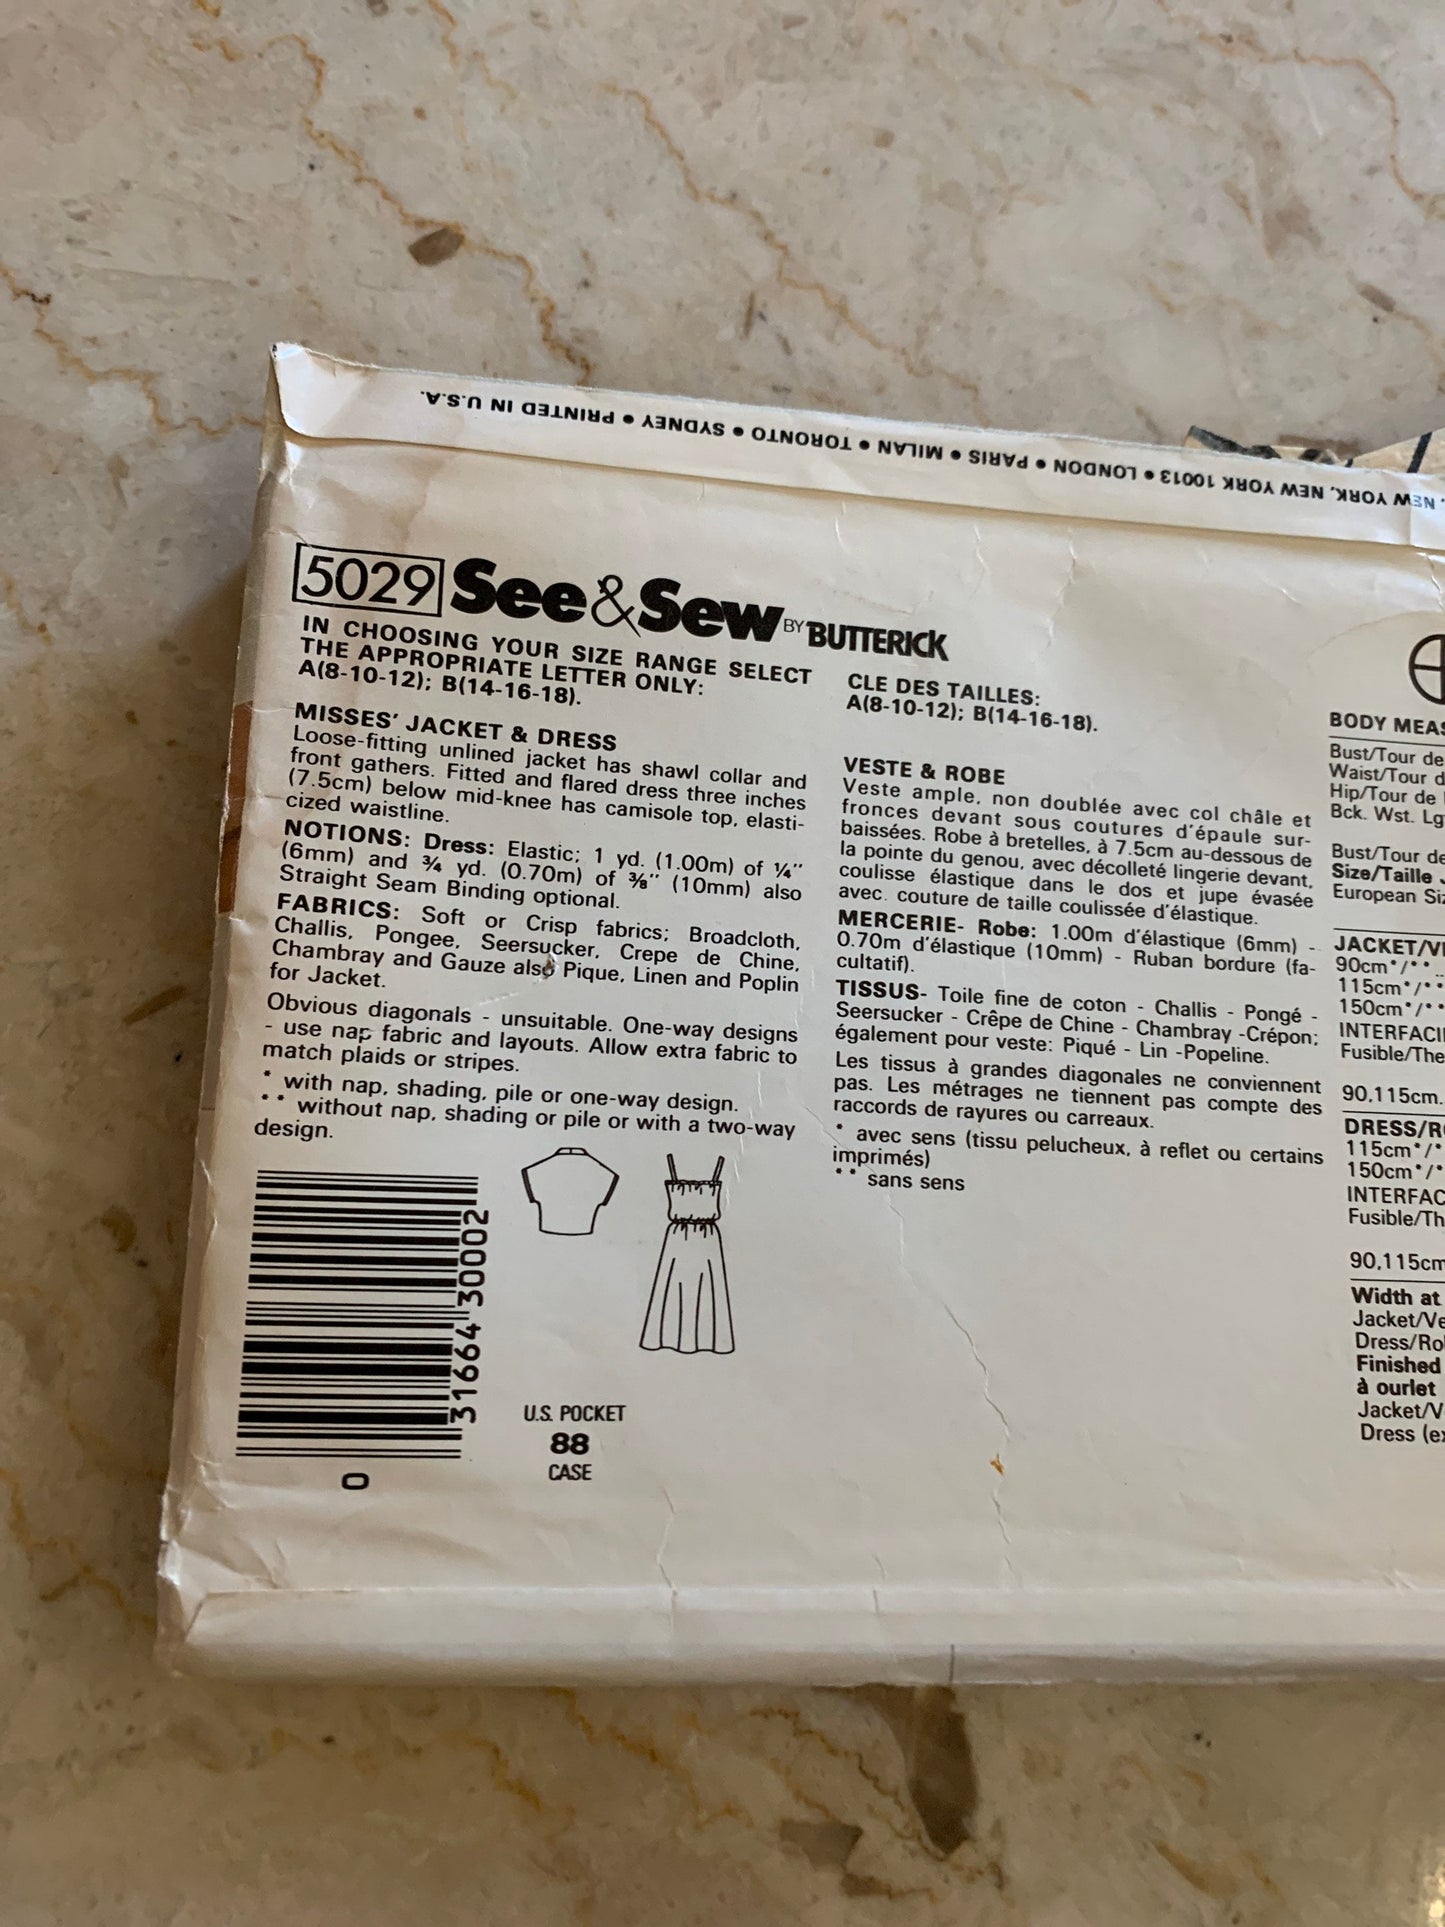 . NEW YORK, NEW YORK 10013 ● LONDON ● PARIS ● MILAN ● TORONTO ● SYDNEY ● PRINTED IN U.S.A.
5029 See&Sew BY BUTTERICK
IN CHOOSING YOUR SIZE RANGE SELECT
THE APPROPRIATE LETTER ONLY:
A(8-10-12); B(14-16-18).
MISSES' JACKET & DRESS
Loose-fitting unlined jacket has shawl collar and
front gathers. Fitted and flared dress three inches
(7.5cm) below mid-knee has camisole top, elasti-
cized waistline.
NOTIONS: Dress: Elastic; 1 yd. (1.00m) of ¼''
(6mm) and ¾ yd. (0.70m) of ⅜'' (10mm) also
Straight Seam Binding optional.
FABRICS: Soft or Crisp fabrics; Broadcloth,
Challis, Pongee, Seersucker, Crepe de Chine,
Chambray and Gauze also Pique, Linen and Poplin
for Jacket.
Obvious diagonals - unsuitable. One-way designs
- use nap fabric and layouts. Allow extra fabric to
match plaids or stripes.
* with nap, shading, pile or one-way design.
** without nap, shading or pile or with a two-way
design.
31664 30002
0
U.S. POCKET
88
CASE
CLE DES TAILLES:
A(8-10-12); B(14-16-18).
VESTE & ROBE
Veste ample, non doublée avec col châle et
fronces devant sous coutures d'épaule sur-
baissées. Robe à bretelles, à 7.5cm au-dessous de
la pointe du genou, avec décolleté lingerie devant,
coulisse élastique dans le dos et jupe évasée
avec. couture de taille coulissée d'élastique.
MERCERIE- Robe: 1.00m d'élastique (6mm) -
0.70m d'élastique (10mm) - Ruban bordure (fa-
cultatif).
TISSUS- Toile fine de coton - Challis - Pongé -
Seersucker - Crêpe de Chine - Chambray -Crépon;
également pour veste: Piqué - Lin -Popeline.
Les tissus à grandes diagonales ne conviennent
pas. Les métrages ne tiennent pas compte des
raccords de rayures ou carreaux.
* avec sens (tissu pelucheux, à reflet ou certains
imprimés)
** sans sens
BODY MEAS
Bust/Tour de
Waist/Tour d
Hip/Tour de
Bck. Wst. Lg
Bust/Tour de
Size/Taille
European Siz
JACKET/VE
90cm*/**
115cm*/**
150cm*/**
INTERFACI
Fusible/The
90,115cm.
DRESS/RO
115cm*/*
150cm*/*
INTERFAC
Fusible/Th
90,115cm
Width at
Jacket/Ve
Dress/Ro
Finished
à ourlet
Jacket/V
Dress (ex